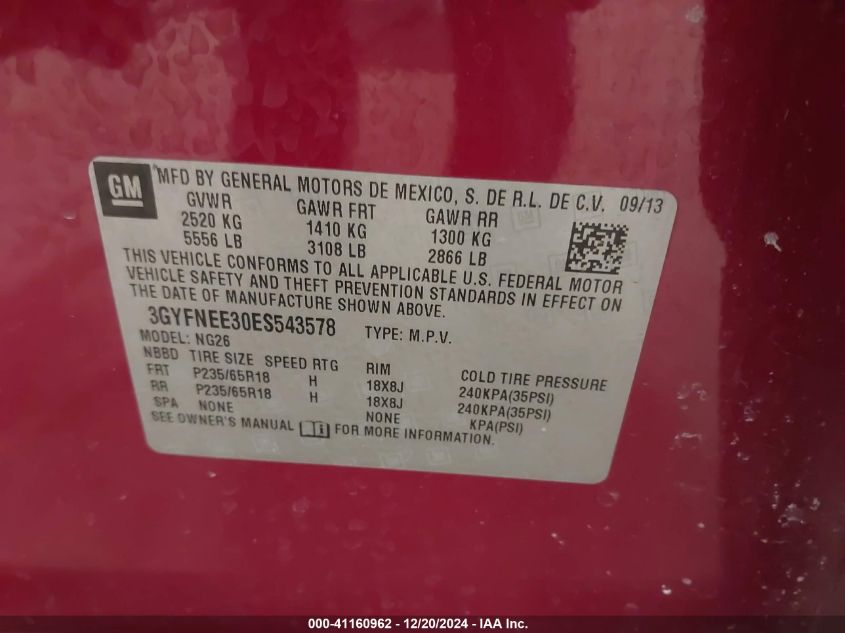 GM MFD BY GENERAL MOTORS DE MEXICO, S. DE R.L. DE C.V. 09/13
GVWR GAWR FRT GAWR RR
2520 KG 1410 KG 1300 KG
5556 LB 3108 LB 2866 LB
THIS VEHICLE CONFORMS TO ALL APPLICABLE U.S. FEDERAL MOTOR
VEHICLE SAFETY AND THEFT PREVENTION STANDARDS IN EFFECT ON
THE DATE OF MANUFACTURE SHOWN ABOVE.
3GYFNEE30ES543578 TYPE: M.P.V.
MODEL: NG26
NBBD TIRE SIZE SPEED RTG RIM COLD TIRE PRESSURE
FRT P235/65R18 H 18X8J 240KPA(35PSI)
RR P235/65R18 H 18X8J 240KPA(35PSI)
SPA NONE NONE KPA(PSI)
SEE OWNER'S MANUAL FOR MORE INFORMATION.
000-41160962 - 12/20/2024 - IAA Inc.